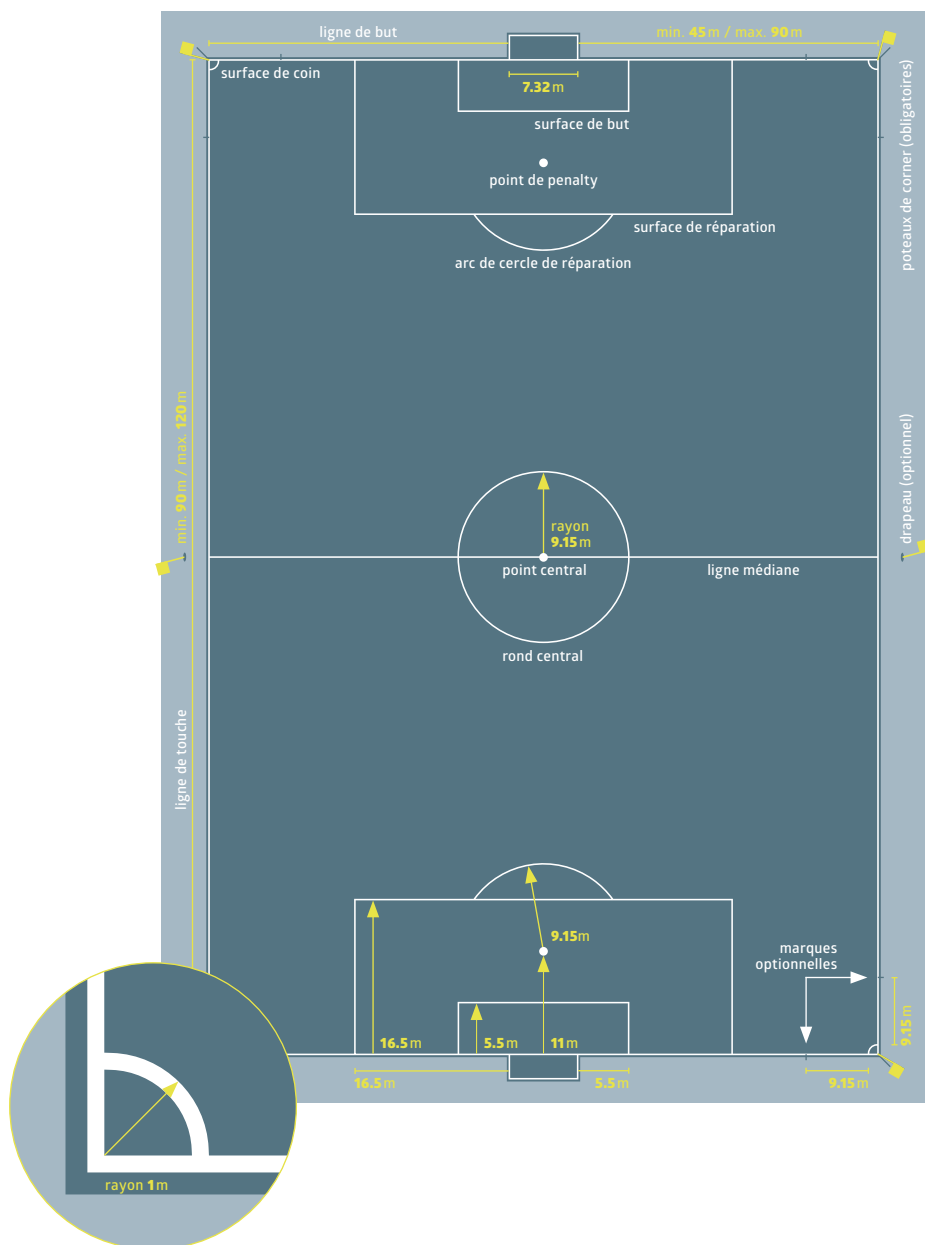 ligne de but
min. 45 m / max. 90 m
surface de coin
7.32 m
surface de but
point de penalty
surface de réparation
arc de cercle de réparation
poteaux de corner (obligatoires)
min. 90 m / max. 120 m
drapeau (optionnel)
rayon
9.15 m
point central
ligne médiane
rond central
ligne de touche
9.15 m
marques
optionnelles
9.15 m
16.5 m
5.5 m
11 m
16.5 m
5.5 m
9.15 m
rayon 1 m